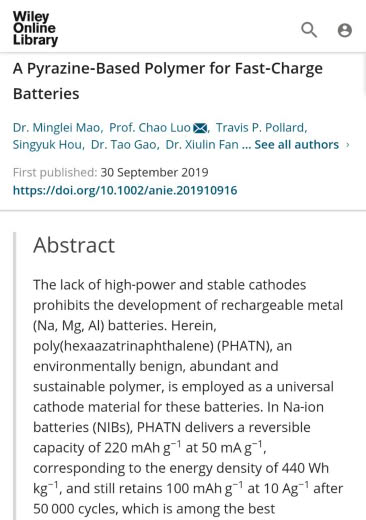 Wiley
Online
Library
A Pyrazine-Based Polymer for Fast-Charge
Batteries
Dr. Minglei Mao, Prof. Chao Luo, Travis P. Pollard,
Singyuk Hou, Dr. Tao Gao, Dr. Xiulin Fan ... See all authors ›
First published: 30 September 2019
https://doi.org/10.1002/anie.201910916
Abstract
The lack of high-power and stable cathodes
prohibits the development of rechargeable metal
(Na, Mg, Al) batteries. Herein,
poly(hexaazatrinaphthalene) (PHATN), an
environmentally benign, abundant and
sustainable polymer, is employed as a universal
cathode material for these batteries. In Na-ion
batteries (NIBs), PHATN delivers a reversible
capacity of 220 mAh g⁻¹ at 50 mA g⁻¹,
corresponding to the energy density of 440 Wh
kg⁻¹, and still retains 100 mAh g⁻¹ at 10 Ag⁻¹ after
50 000 cycles, which is among the best